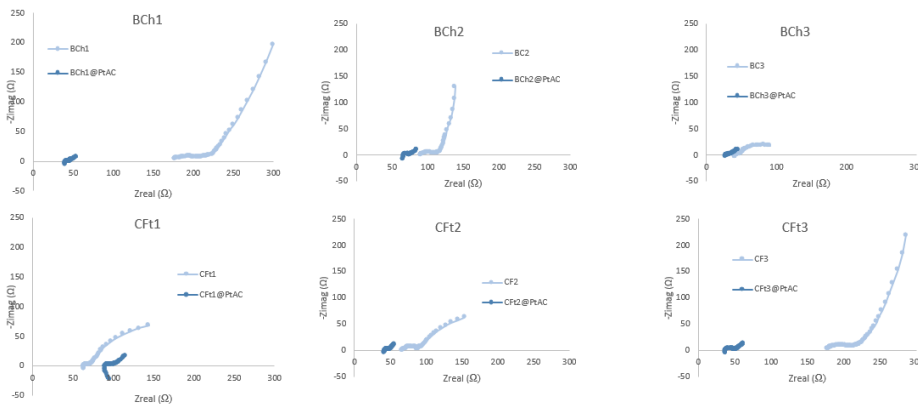 BCh1
250
200
150
100
50
0
-50
-Zimag (Ω)
BCh1
BCh1@PtAC
0 50 100 150 200 250 300
Zreal (Ω)
BCh2
250
200
150
100
50
0
-50
-Zimag (Ω)
BC2
BCh2@PtAC
0 50 100 150 200 250 300
Zreal (Ω)
BCh3
250
200
150
100
50
0
-50
-Zimag (Ω)
BC3
BCh3@PtAC
0 100 200 300
Zreal (Ω)
CFt1
250
200
150
100
50
0
-50
-Zimag (Ω)
CFt1
CFt1@PtAC
0 50 100 150 200 250 300
Zreal (Ω)
CFt2
250
200
150
100
50
0
-50
-Zimag (Ω)
CF2
CFt2@PtAC
0 50 100 150 200 250 300
Zreal (Ω)
CFt3
250
200
150
100
50
0
-50
-Zimag (Ω)
CF3
CFt3@PtAC
0 50 100 150 200 250 300
Zreal (Ω)